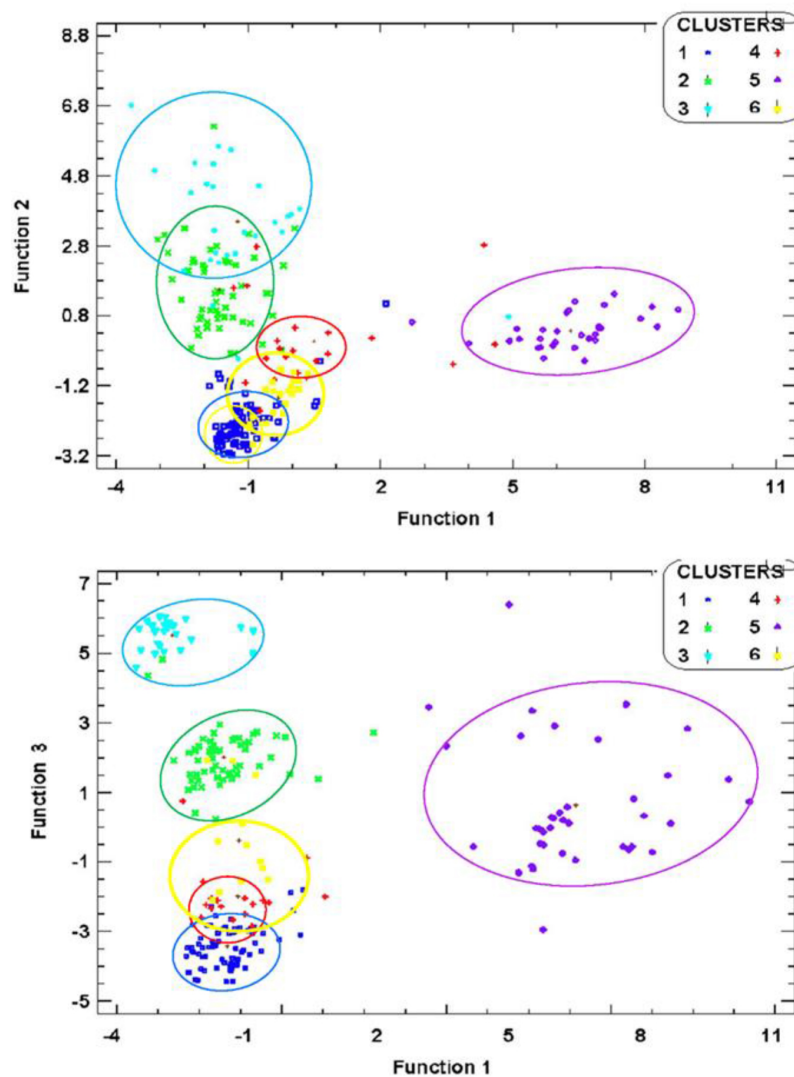 CLUSTERS
1 4
2 5
3 6
8.8
6.8
4.8
2.8
0.8
-1.2
-3.2
Function 2
-4 -1 2 5 8 11
Function 1
CLUSTERS
1 4
2 5
3 6
7
5
3
1
-1
-3
-5
Function 3
-4 -1 2 5 8 11
Function 1